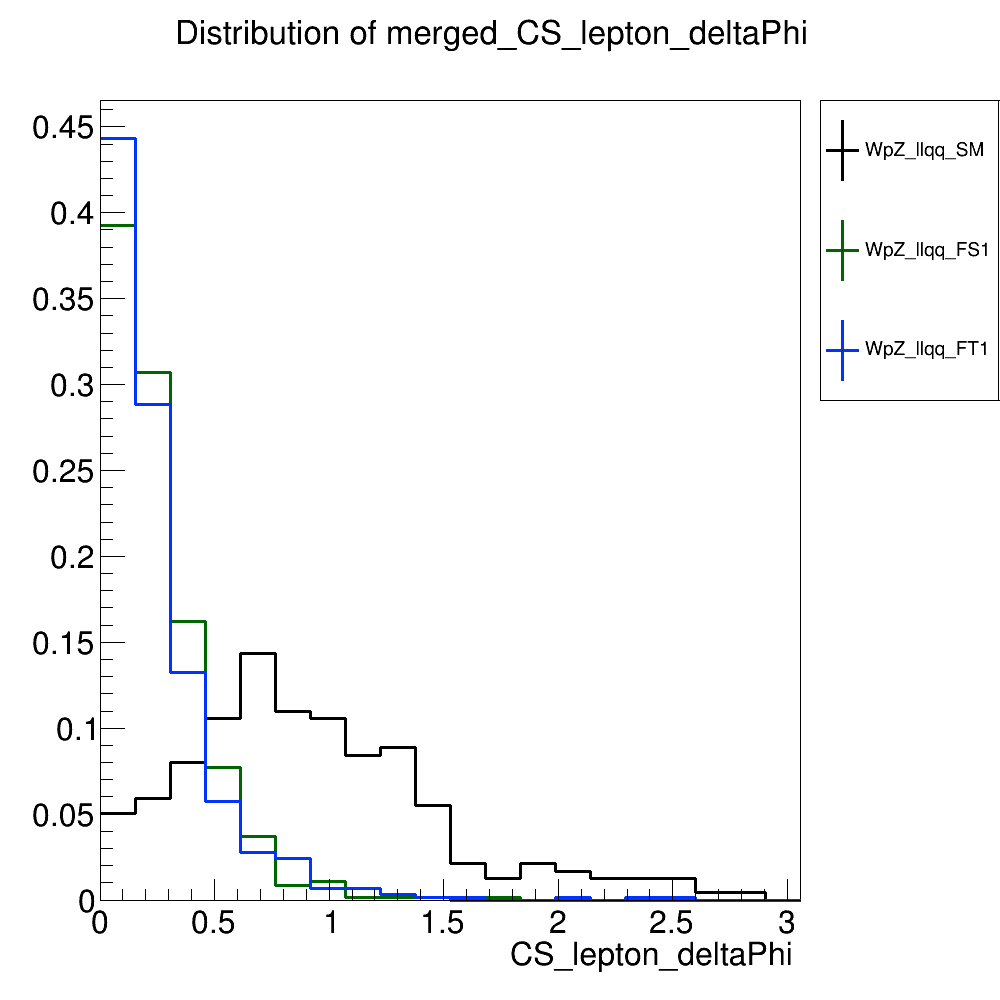 Distribution of merged_CS_lepton_deltaPhi
0.45
0.4
0.35
0.3
0.25
0.2
0.15
0.1
0.05
0
0 0.5 1 1.5 2 2.5 3
CS_lepton_deltaPhi
WpZ_llqq_SM
WpZ_llqq_FS1
WpZ_llqq_FT1